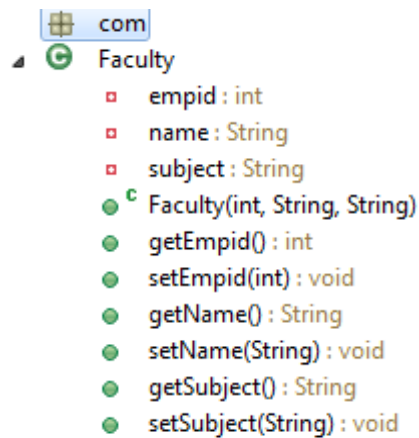 com
Faculty
empid : int
name : String
subject : String
Faculty(int, String, String)
getEmpid() : int
setEmpid(int) : void
getName() : String
setName(String) : void
getSubject() : String
setSubject(String) : void